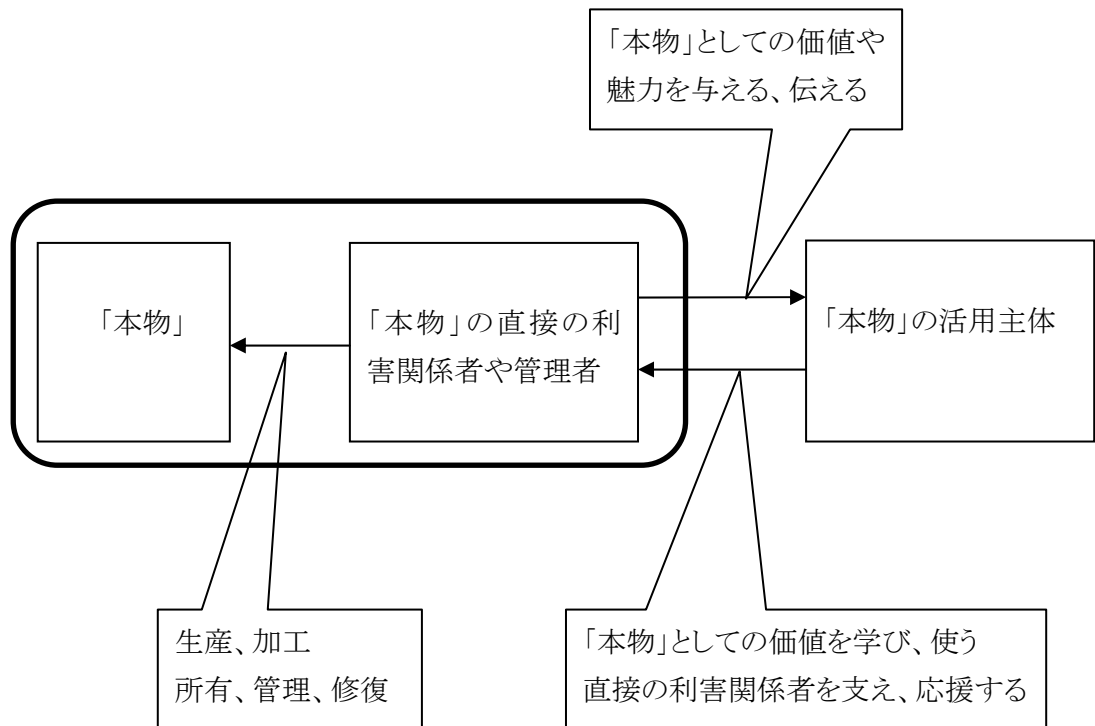 「本物」としての価値や
魅力を与える、伝える
「本物」
「本物」の直接の利
害関係者や管理者
「本物」の活用主体
生産、加工
所有、管理、修復
「本物」としての価値を学び、使う
直接の利害関係者を支え、応援する